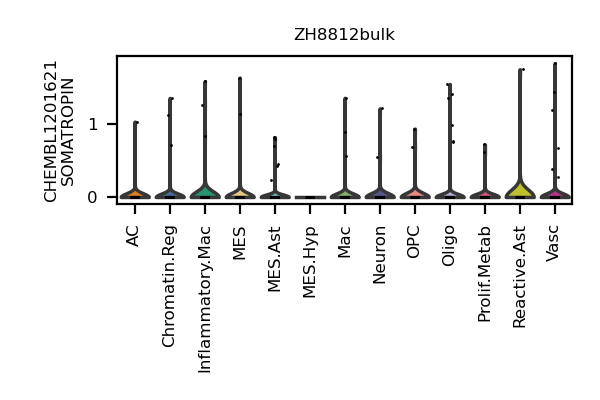 ZH8812bulk
CHEMBL1201621
SOMATROPIN
1
0
AC
Chromatin.Reg
Inflammatory.Mac
MES
MES.Ast
MES.Hyp
Mac
Neuron
OPC
Oligo
Prolif.Metab
Reactive.Ast
Vasc